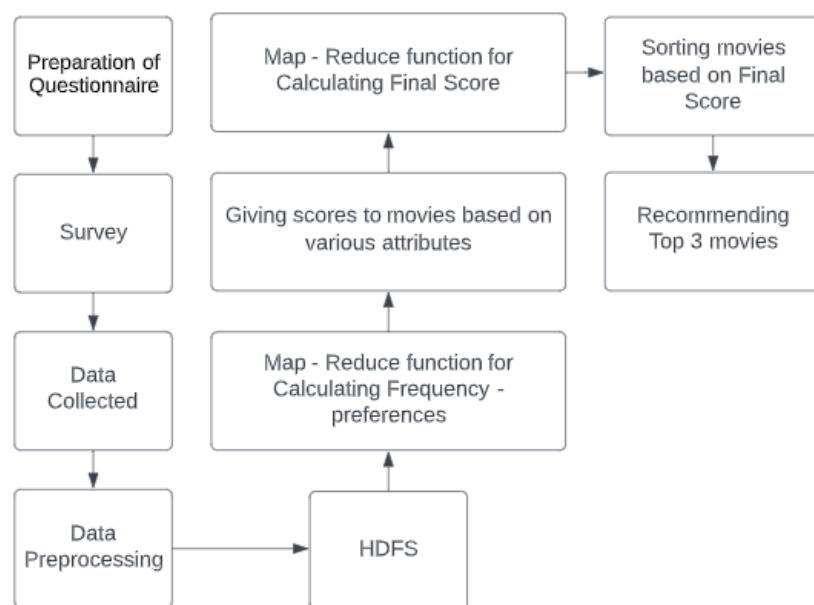 Preparation of
Questionnaire
Survey
Data
Collected
Data
Preprocessing
HDFS
Map - Reduce function for
Calculating Frequency -
preferences
Giving scores to movies based on
various attributes
Map - Reduce function for
Calculating Final Score
Sorting movies
based on Final
Score
Recommending
Top 3 movies